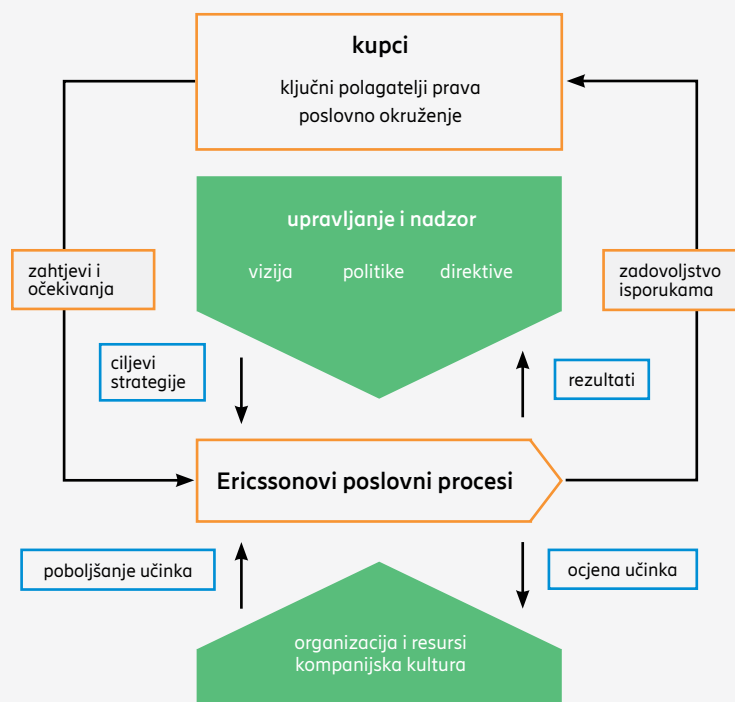 kupci
ključni polagatelji prava
poslovno okruženje
upravljanje i nadzor
vizija politike direktive
zahtjevi i
očekivanja
zadovoljstvo
isporukama
ciljevi
strategije
rezultati
Ericssonovi poslovni procesi
poboljšanje učinka
ocjena učinka
organizacija i resursi
kompanijska kultura